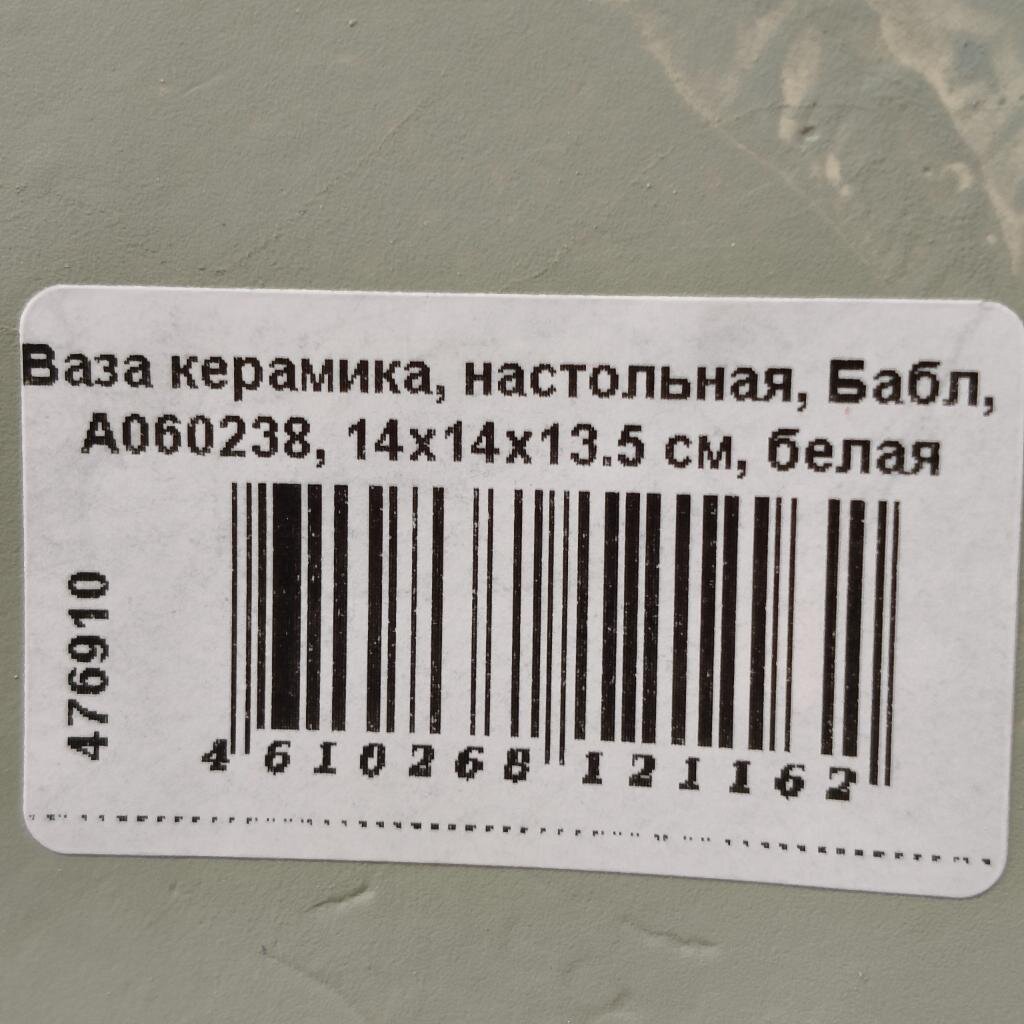 Ваза керамика, настольная, Бабл,
А060238, 14х14х13.5 см, белая
476910
4 610268 121162